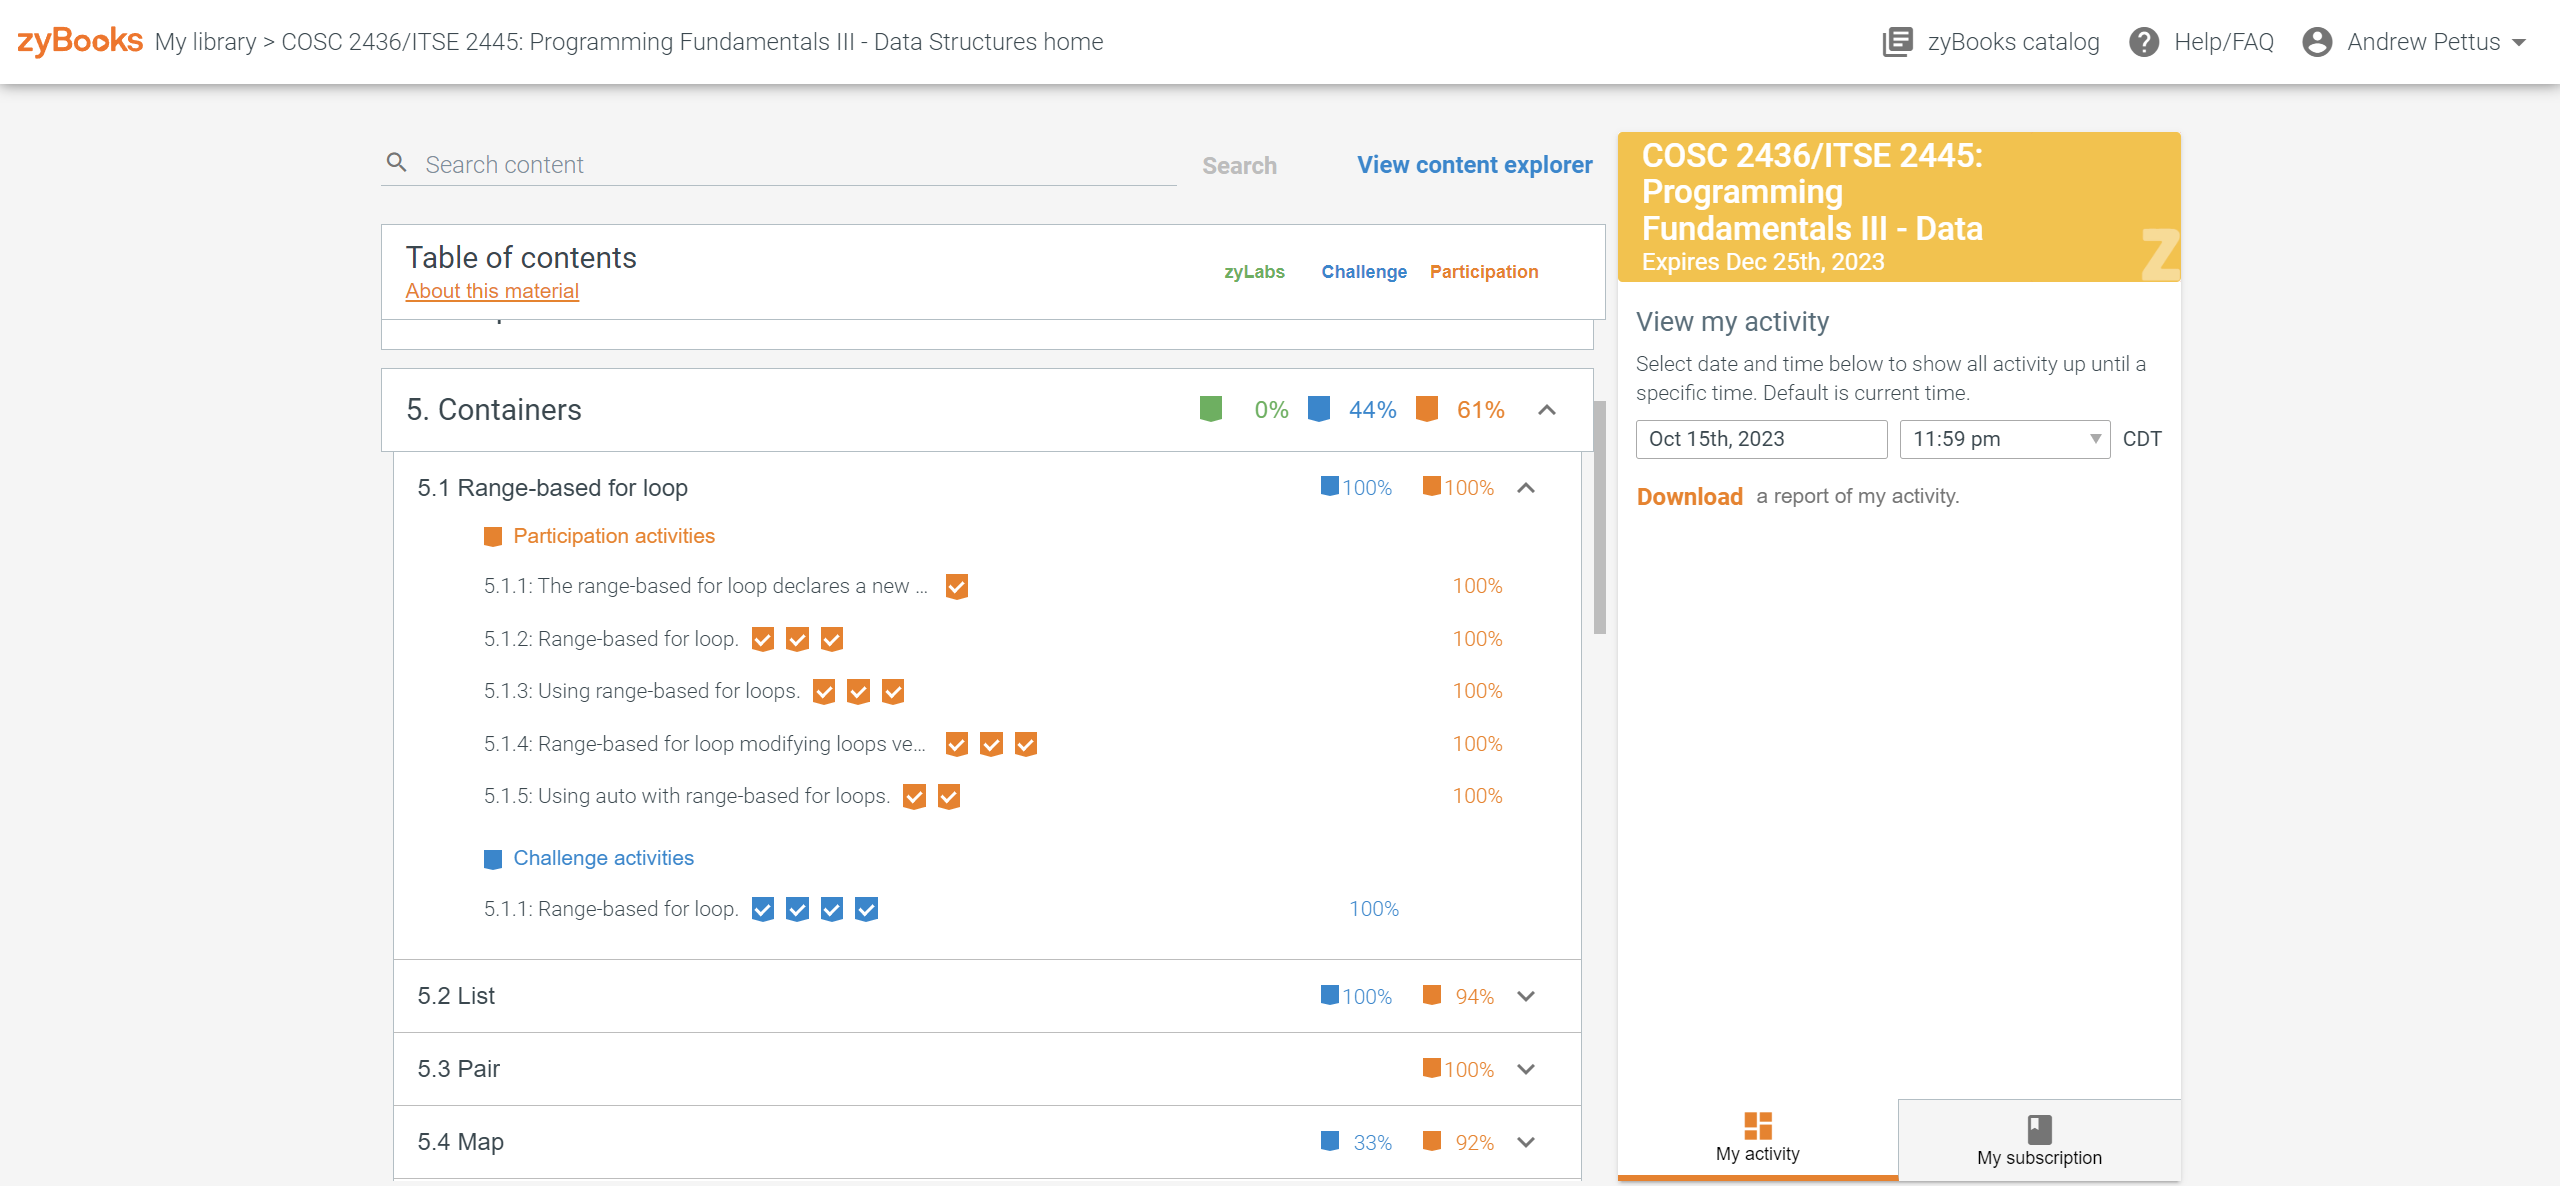 zyBooks My library > COSC 2436/ITSE 2445: Programming Fundamentals III - Data Structures home
zyBooks catalog
Help/FAQ
Andrew Pettus
Search content
Search
View content explorer
Table of contents
About this material
zyLabs
Challenge
Participation
5. Containers
0%
44%
61%
5.1 Range-based for loop
100%
100%
Participation activities
5.1.1: The range-based for loop declares a new ...
100%
5.1.2: Range-based for loop.
100%
5.1.3: Using range-based for loops.
100%
5.1.4: Range-based for loop modifying loops ve...
100%
5.1.5: Using auto with range-based for loops.
100%
Challenge activities
5.1.1: Range-based for loop.
100%
5.2 List
100%
94%
5.3 Pair
100%
5.4 Map
33%
92%
COSC 2436/ITSE 2445:
Programming
Fundamentals III - Data
Expires Dec 25th, 2023
z
View my activity
Select date and time below to show all activity up until a
specific time. Default is current time.
Oct 15th, 2023
11:59 pm
CDT
Download a report of my activity.
My activity
My subscription